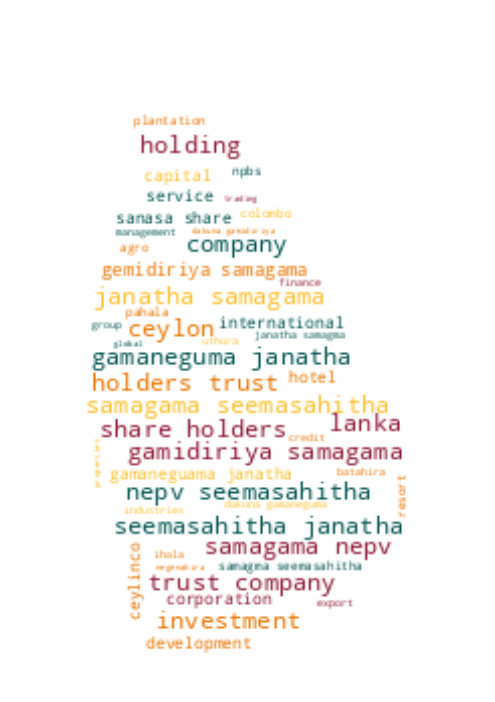 plantation
holding
capital npbs
service trading
sanasa share colombo
management dakuna gamidiriya
agro company
gemidiriya samagama
finance
janatha samagama
pahala
group ceylon international
janatha samagma
global uthura
gamaneguma janatha
holders trust hotel
samagama seemasahitha
share holders lanka
credit
gamidiriya samagama
properties
gamaneguama janatha batahira
nepv seemasahitha resort
dakuna gamaneguma
industries
seemasahitha janatha
samagama nepv
ihala
negenahira samagma seemasahitha
ceylinco
trust company
corporation export
investment
development